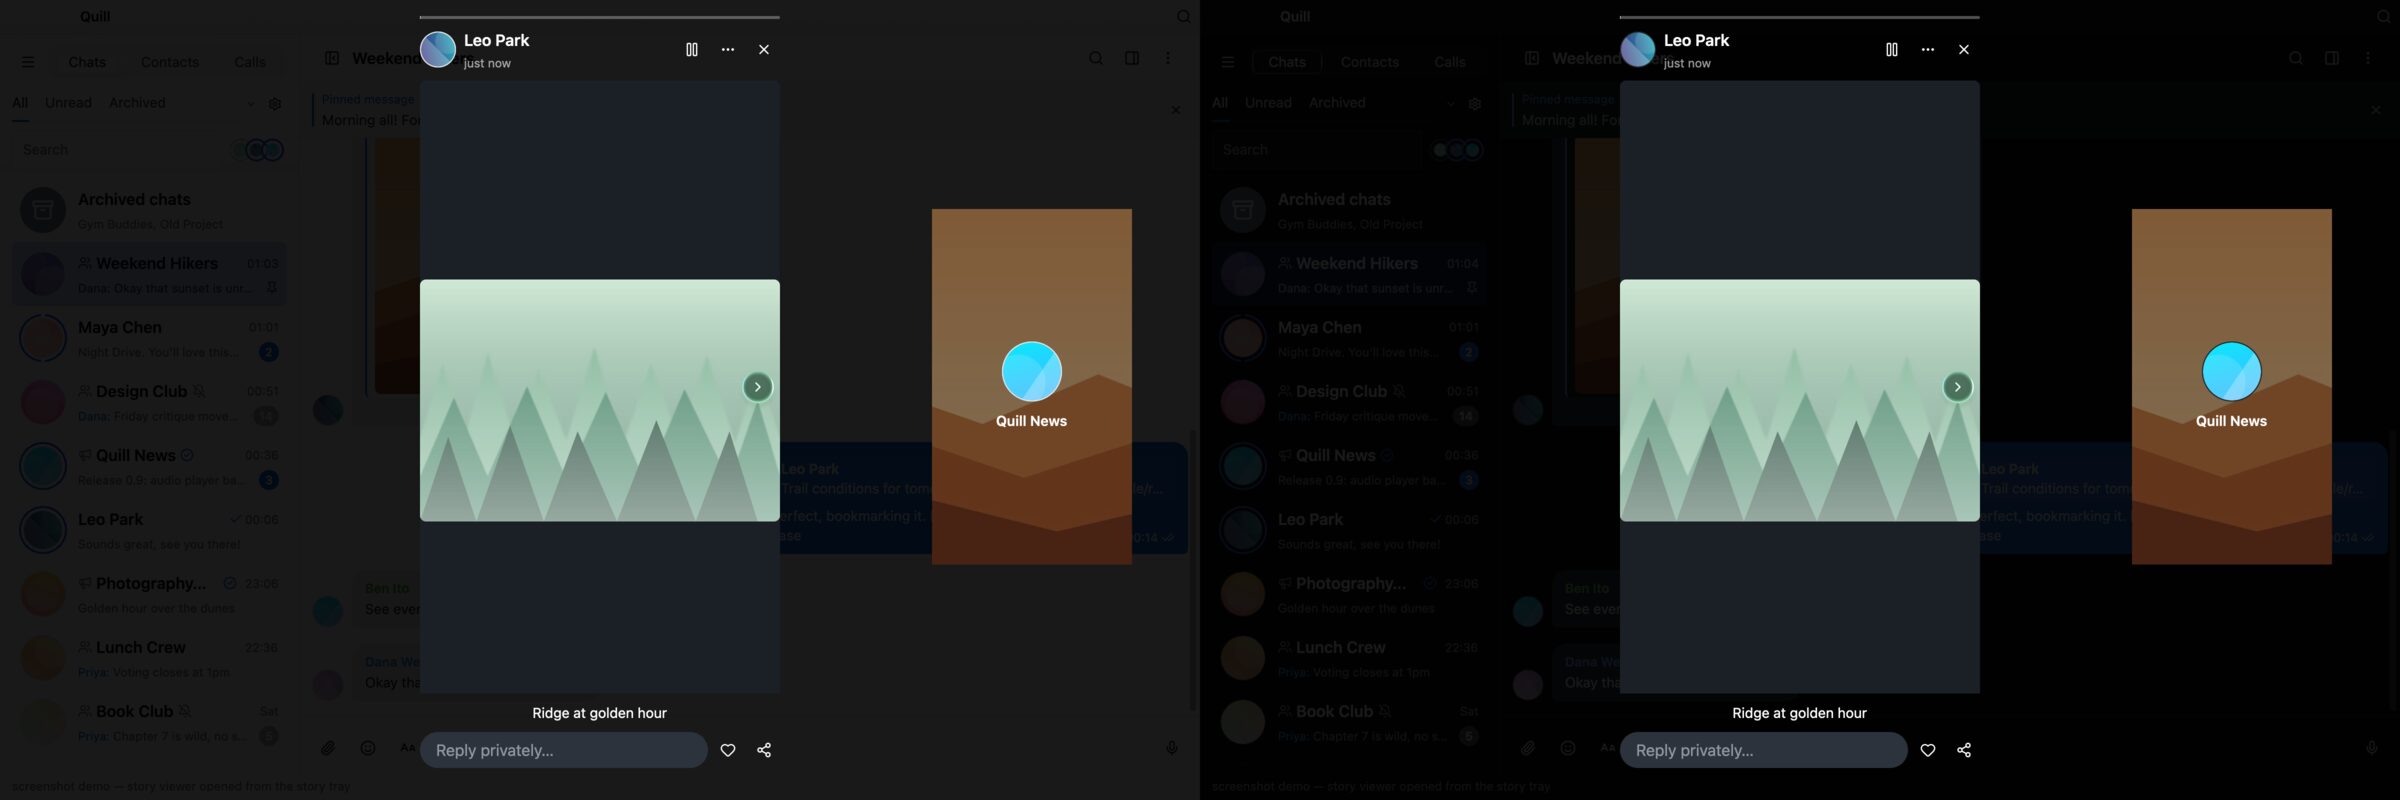 Quill
Chats
Contacts
Calls
All
Unread
Archived
Search
Archived chats
Gym Buddies, Old Project
Weekend Hikers
01:03
Dana: Okay that sunset is unr...
Maya Chen
01:01
Night Drive. You'll love this...
2
Design Club
00:51
Dana: Friday critique move...
14
Quill News
00:36
Release 0.9: audio player ba...
3
Leo Park
00:06
Sounds great, see you there!
Photography...
23:06
Golden hour over the dunes
Lunch Crew
22:36
Priya: Voting closes at 1pm
Book Club
Sat
Priya: Chapter 7 is wild, no s...
5
Weekend
Pinned message
Morning all! For
Leo Park
just now
Leo Park
Trail conditions for tom
le/r...
erfect, bookmarking it.
ase
0:14
Ben Ito
See ever
Dana We
Okay tha
Quill News
Ridge at golden hour
Aa
Reply privately...
screenshot demo — story viewer opened from the story tray
Quill
Chats
Contacts
Calls
All
Unread
Archived
Search
Archived chats
Gym Buddies, Old Project
Weekend Hikers
01:04
Dana: Okay that sunset is unr...
Maya Chen
01:01
Night Drive. You'll love this...
2
Design Club
00:51
Dana: Friday critique move...
14
Quill News
00:36
Release 0.9: audio player ba...
3
Leo Park
00:06
Sounds great, see you there!
Photography...
23:06
Golden hour over the dunes
Lunch Crew
22:36
Priya: Voting closes at 1pm
Book Club
Sat
Priya: Chapter 7 is wild, no s...
5
Weekend
Pinned message
Morning all! For
Leo Park
just now
Leo Park
Trail conditions for tom
le/r...
erfect, bookmarking it.
ase
0:14
Ben Ito
See ever
Dana We
Okay tha
Quill News
Ridge at golden hour
Aa
Reply privately...
screenshot demo — story viewer opened from the story tray